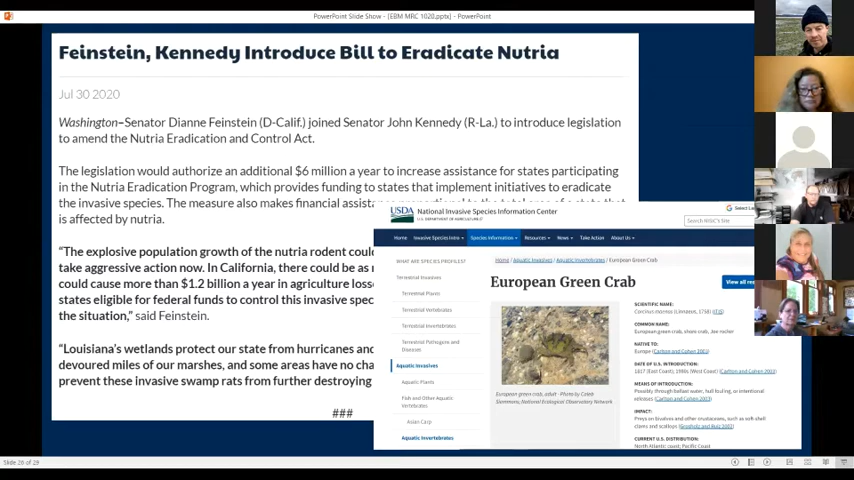 PowerPoint Slide Show - [EBM MRC 1020.pptx] - PowerPoint
Feinstein, Kennedy Introduce Bill to Eradicate Nutria
Jul 30 2020
Washington–Senator Dianne Feinstein (D-Calif.) joined Senator John Kennedy (R-La.) to introduce legislation
to amend the Nutria Eradication and Control Act.
The legislation would authorize an additional $6 million a year to increase assistance for states participating
in the Nutria Eradication Program, which provides funding to states that implement initiatives to eradicate
the invasive species. The measure also makes financial
is affected by nutria.
“The explosive population growth of the nutria rodent
take aggressive action now. In California, there could be as
could cause more than $1.2 billion a year in agriculture
states eligible for federal funds to control this invasive
the situation,” said Feinstein.
“Louisiana’s wetlands protect our state from hurricanes
devoured miles of our marshes, and some areas have no
prevent these invasive swamp rats from further destroying
###
USDA National Invasive Species Information Center
U.S. DEPARTMENT OF AGRICULTURE
Search NISC's Site
Home Invasive Species Intro Species Information Resources News Take Action About Us
WHAT ARE SPECIES PROFILES?
Terrestrial Invasives
Terrestrial Plants
Terrestrial Vertebrates
Terrestrial Invertebrates
Terrestrial Pathogens and
Diseases
Aquatic Invasives
Aquatic Plants
Fish and Other Aquatic
Vertebrates
Asian Carp
Aquatic Invertebrates
Home / Aquatic Invasives / Aquatic Invertebrates / European Green Crab
European Green Crab
View all
European green crab, adult - Photo by Caleb
Slemmons, National Ecological Observatory Network
SCIENTIFIC NAME:
Carcinus maenas (Linnaeus, 1758) (ITIS)
COMMON NAME:
European green crab, shore crab, Joe rocker
NATIVE TO:
Europe (Carlton and Cohen 2003)
DATE OF U.S. INTRODUCTION:
1817 (East Coast); 1990s (West Coast) (Carlton and Cohen 2003)
MEANS OF INTRODUCTION:
Possibly through ballast water, hull fouling, or intentional
releases (Carlton and Cohen 2003)
IMPACT:
Preys on bivalves and other crustaceans, such as soft shell
clams and scallops (Grosholz and Ruiz 2002)
CURRENT U.S. DISTRIBUTION:
North Atlantic coast; Pacific Coast
Slide 26 of 29